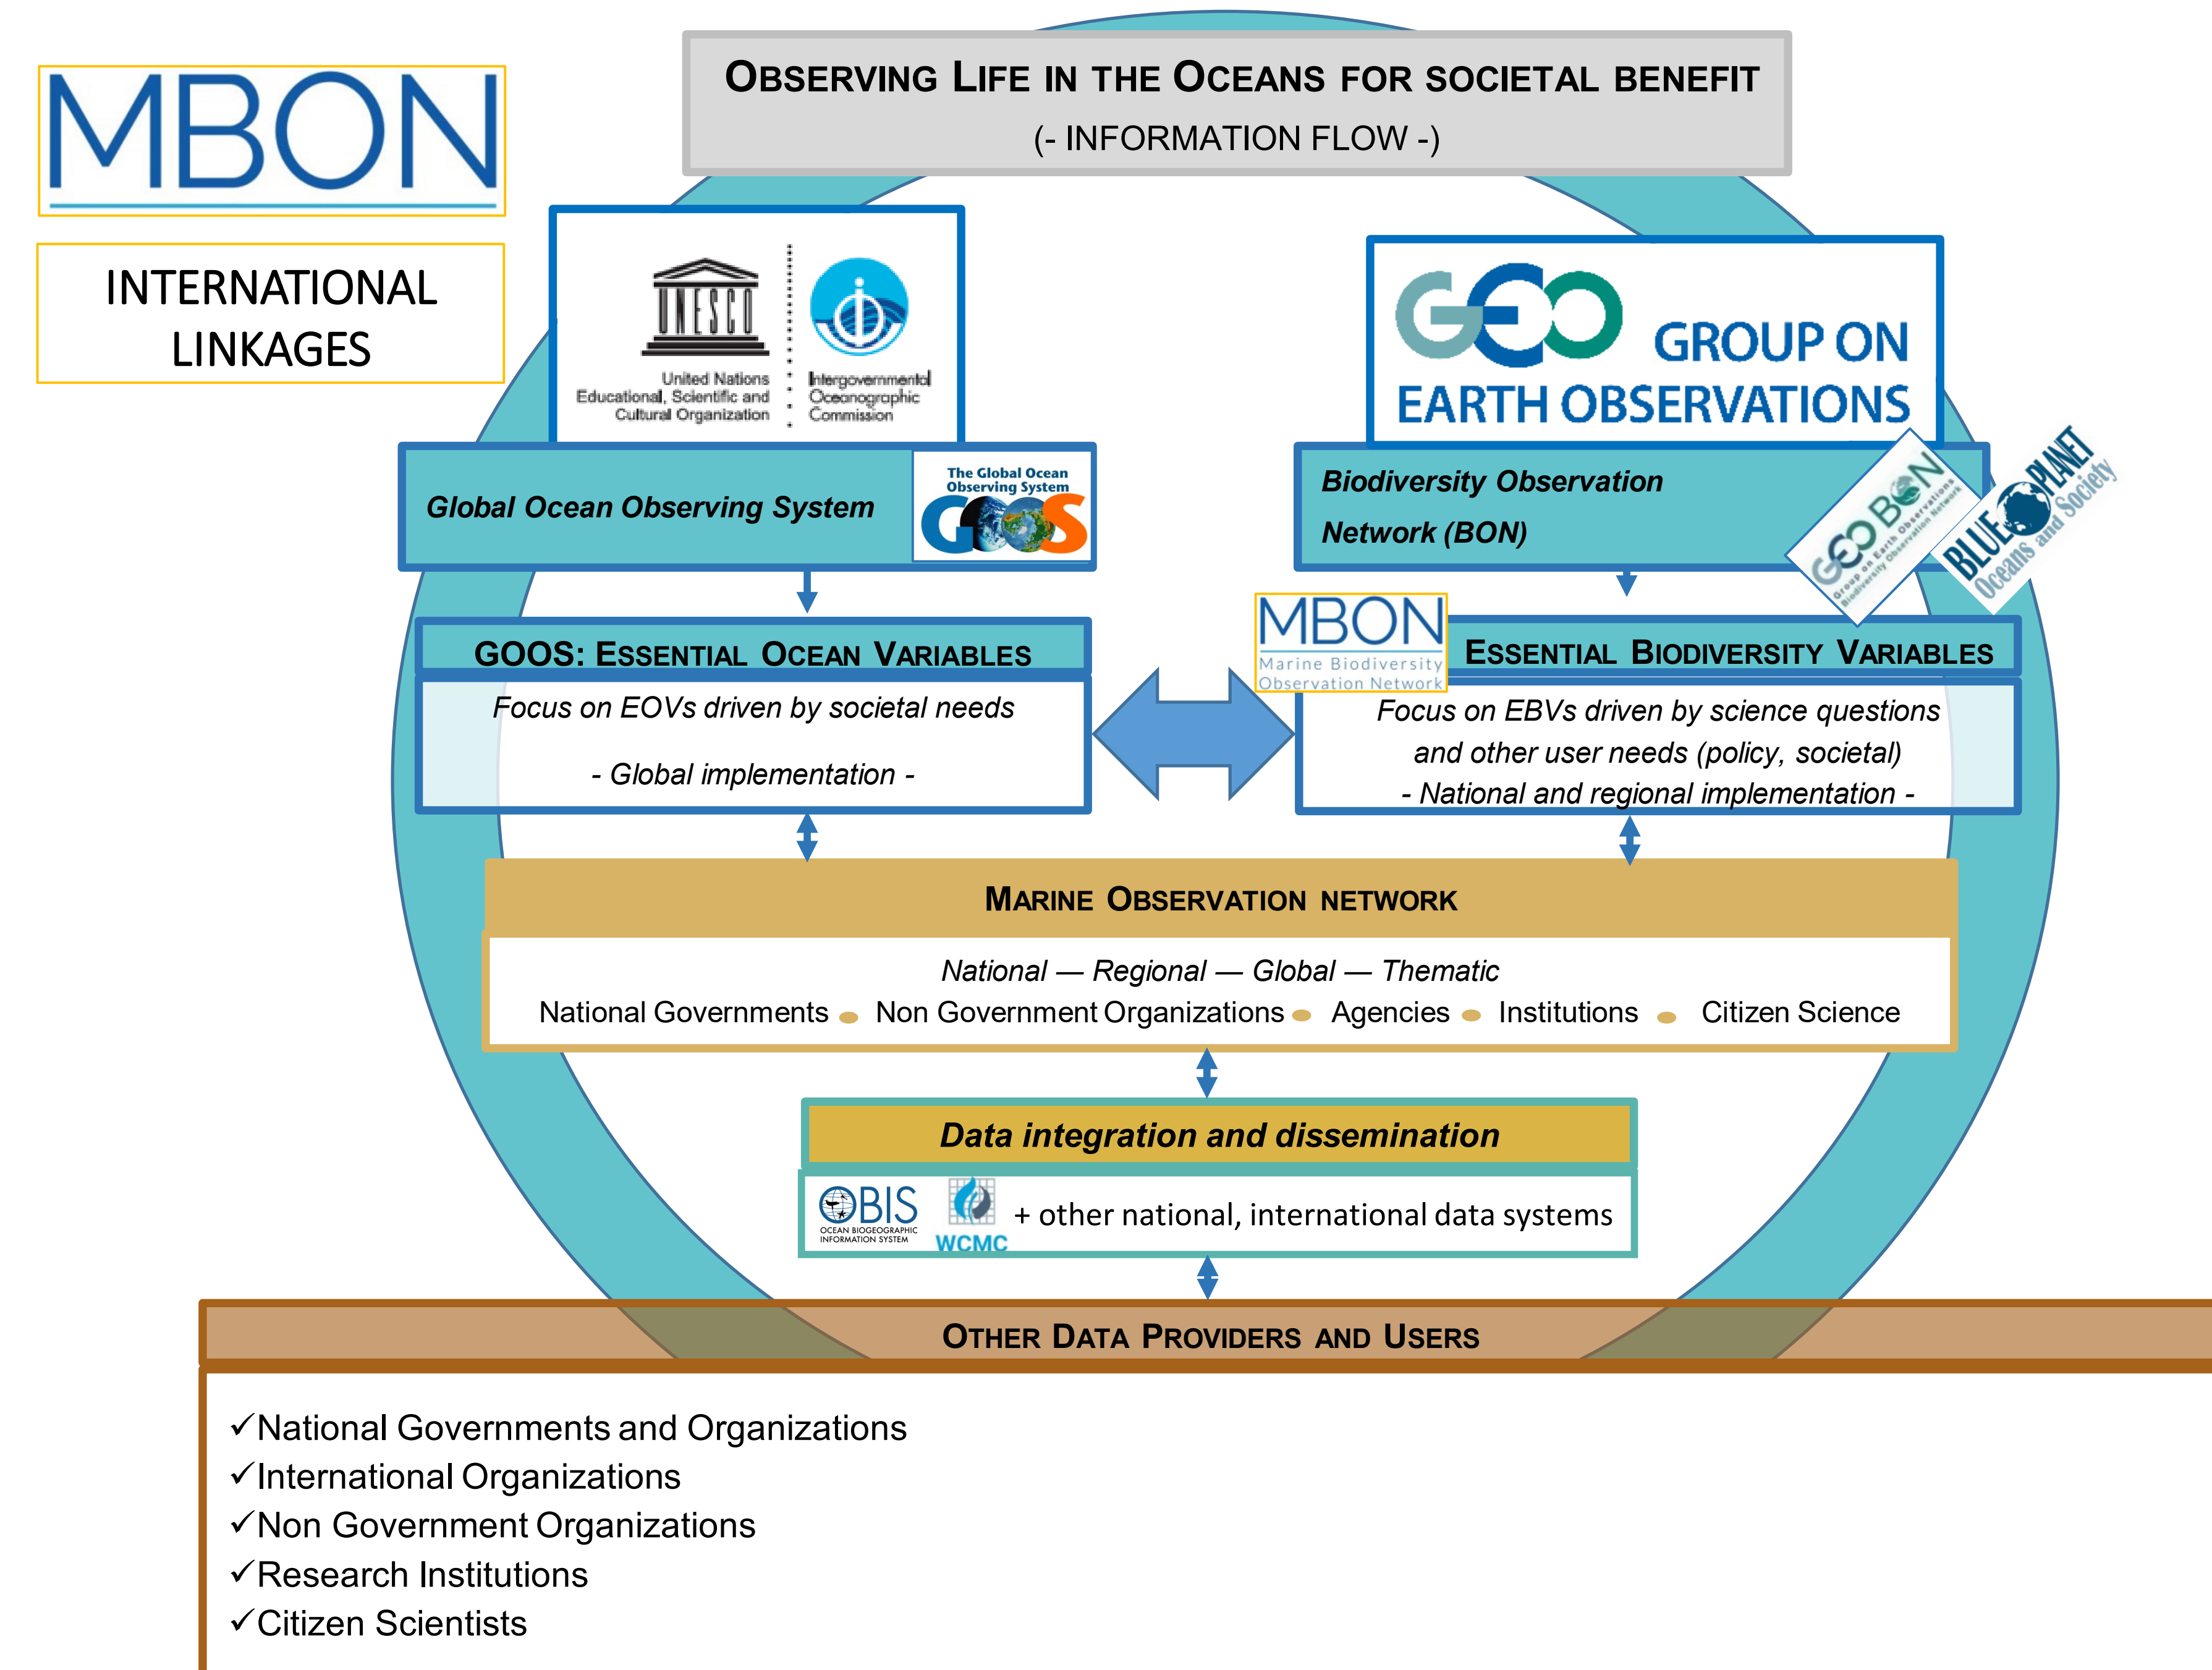 MBON
INTERNATIONAL
LINKAGES
OBSERVING LIFE IN THE OCEANS FOR SOCIETAL BENEFIT
(- INFORMATION FLOW -)
UNESCO
United Nations
Educational, Scientific and
Cultural Organization
Intergovernmental
Oceanographic
Commission
GEO GROUP ON
EARTH OBSERVATIONS
Global Ocean Observing System
The Global Ocean
Observing System
GOOS
Biodiversity Observation
Network (BON)
GEO BON
Group on Earth Observations
Biodiversity Observation Network
BLUE PLANET
Oceans and Society
GOOS: ESSENTIAL OCEAN VARIABLES
Focus on EOVs driven by societal needs
- Global implementation -
MBON
Marine Biodiversity
Observation Network
ESSENTIAL BIODIVERSITY VARIABLES
Focus on EBVs driven by science questions
and other user needs (policy, societal)
- National and regional implementation -
MARINE OBSERVATION NETWORK
National — Regional — Global — Thematic
National Governments Non Government Organizations Agencies Institutions Citizen Science
Data integration and dissemination
OBIS
OCEAN BIOGEOGRAPHIC
INFORMATION SYSTEM
WCMC
+ other national, international data systems
OTHER DATA PROVIDERS AND USERS
✓National Governments and Organizations
✓International Organizations
✓Non Government Organizations
✓Research Institutions
✓Citizen Scientists